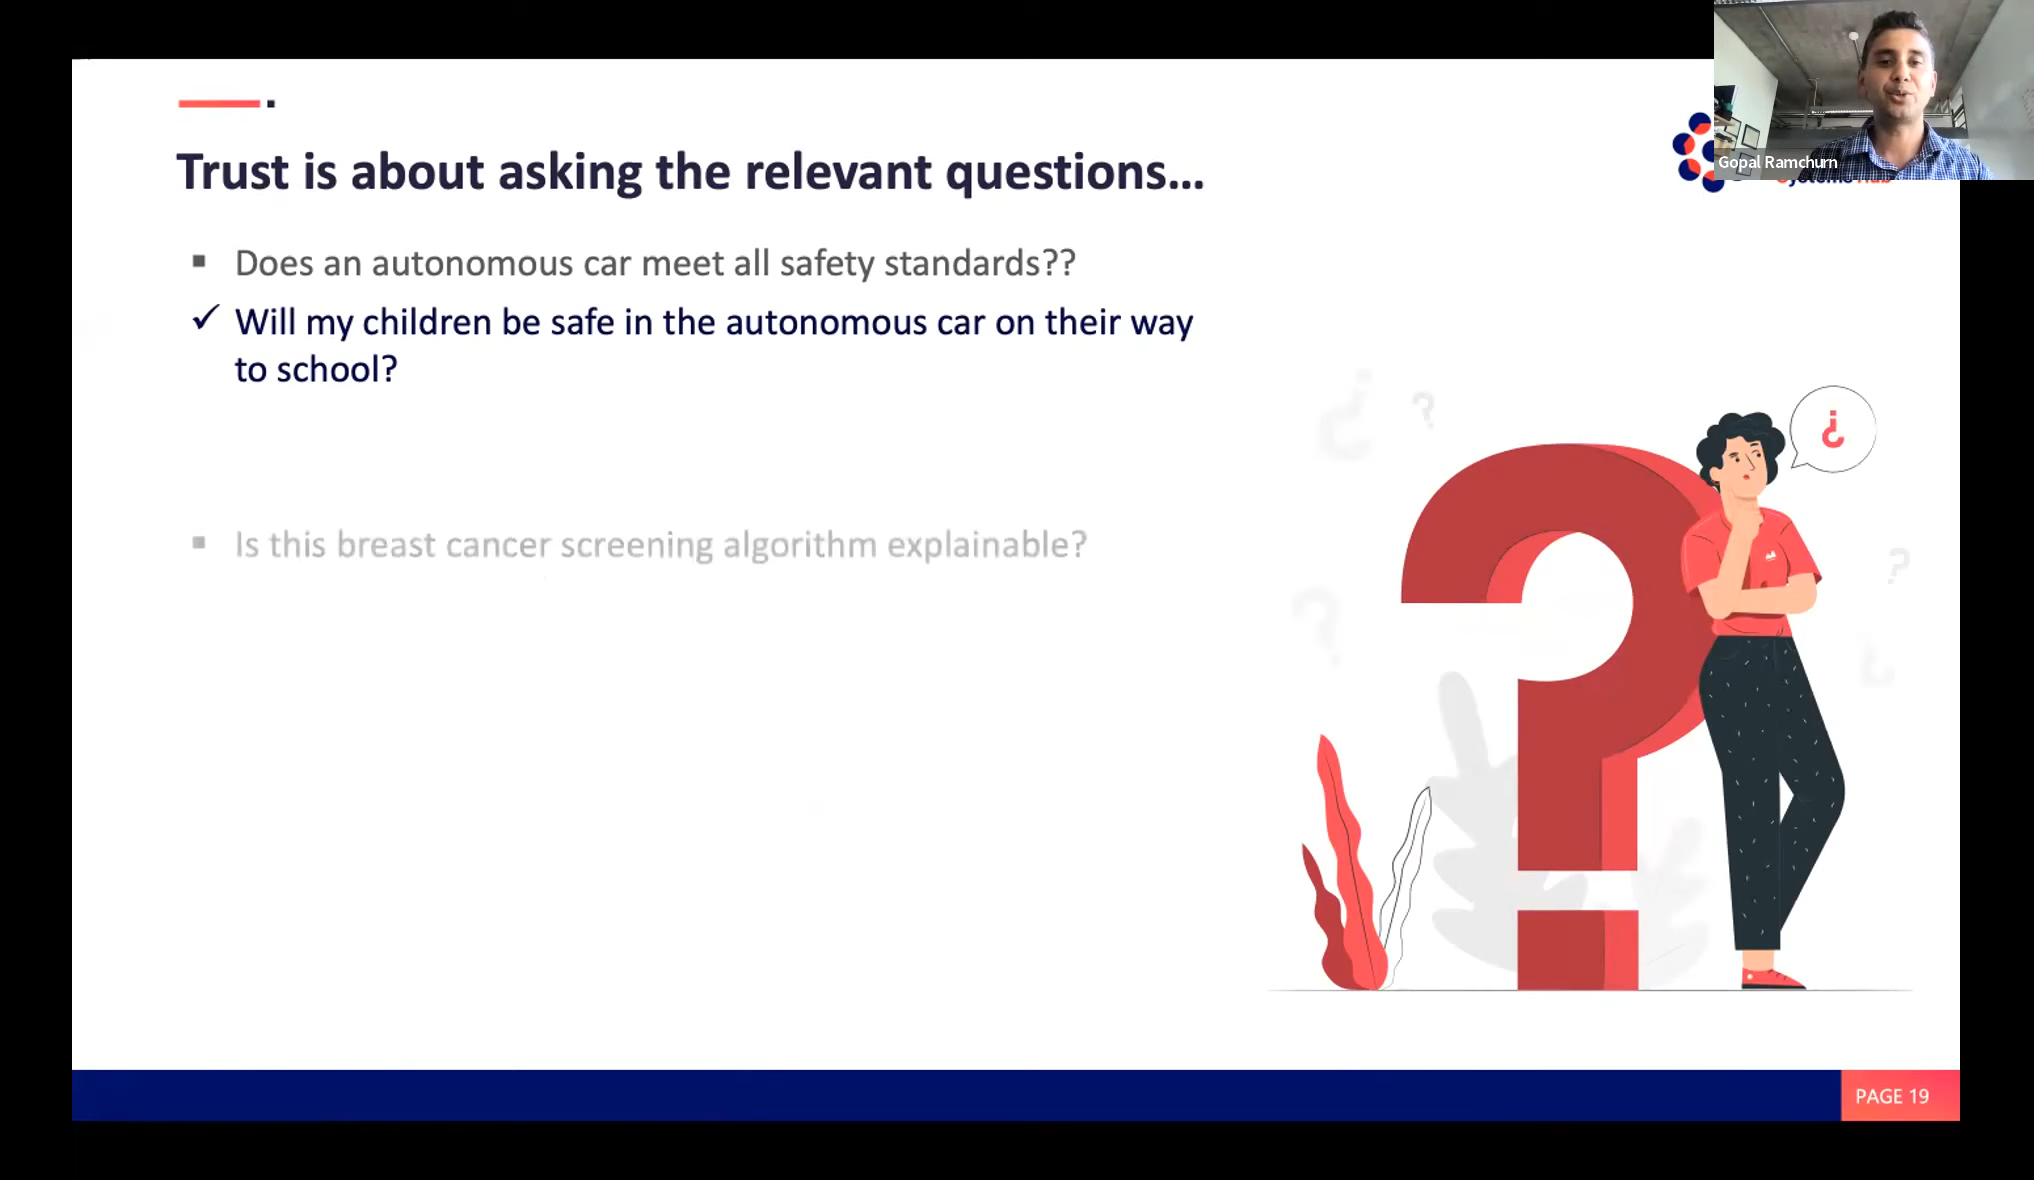 Gopal Ramchurn
Systems Hub
Trust is about asking the relevant questions...
▪ Does an autonomous car meet all safety standards??
✓ Will my children be safe in the autonomous car on their way
to school?
¿
▪ Is this breast cancer screening algorithm explainable?
PAGE 19